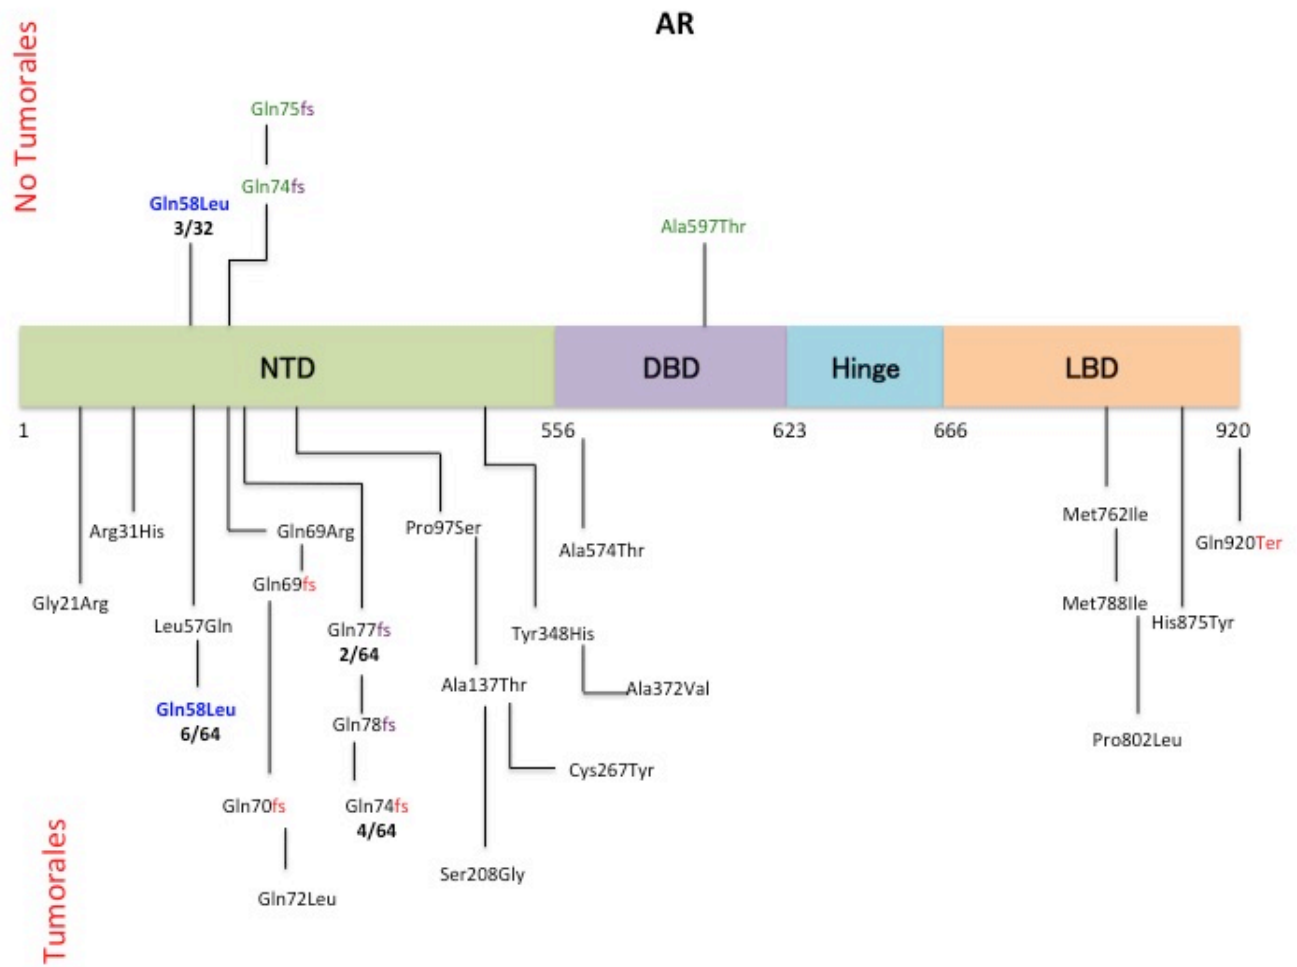 AR
No Tumorales
Gln75fs
Gln74fs
Gln58Leu
3/32
Ala597Thr
NTD
DBD
Hinge
LBD
1
556
623
666
920
Arg31His
Gln69Arg
Pro97Ser
Met762Ile
Gln920Ter
Ala574Thr
Gln69fs
Gly21Arg
Met788Ile
His875Tyr
Leu57Gln
Gln77fs
2/64
Tyr348His
Ala137Thr
Ala372Val
Gln58Leu
6/64
Gln78fs
Pro802Leu
Cys267Tyr
Gln70fs
Gln74fs
4/64
Ser208Gly
Gln72Leu
Tumorales